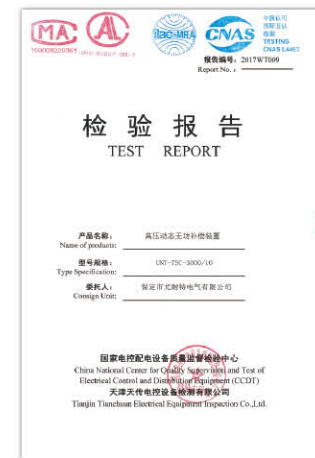 MA
AL
ilac-MRA
CNAS
中国认可
国际互认
检测
TESTING
CNAS L4463
报告编号：2017WT009
Report No.：
检 验 报 告
TEST REPORT
产品名称：
高压动态无功补偿装置
Name of products:
型号规格：
UNT-TSC-3000/10
Type Specification:
委托人：
保定市尤耐特电气有限公司
Consign Unit:
国家电控配电设备质量监督检验中心
China National Center for Quality Supervision and Test of
Electrical Control and Distribution Equipment (CCDT)
天津天传电控设备检测有限公司
Tianjin Tianchuan Electrical Equipment Inspection Co.,Ltd.